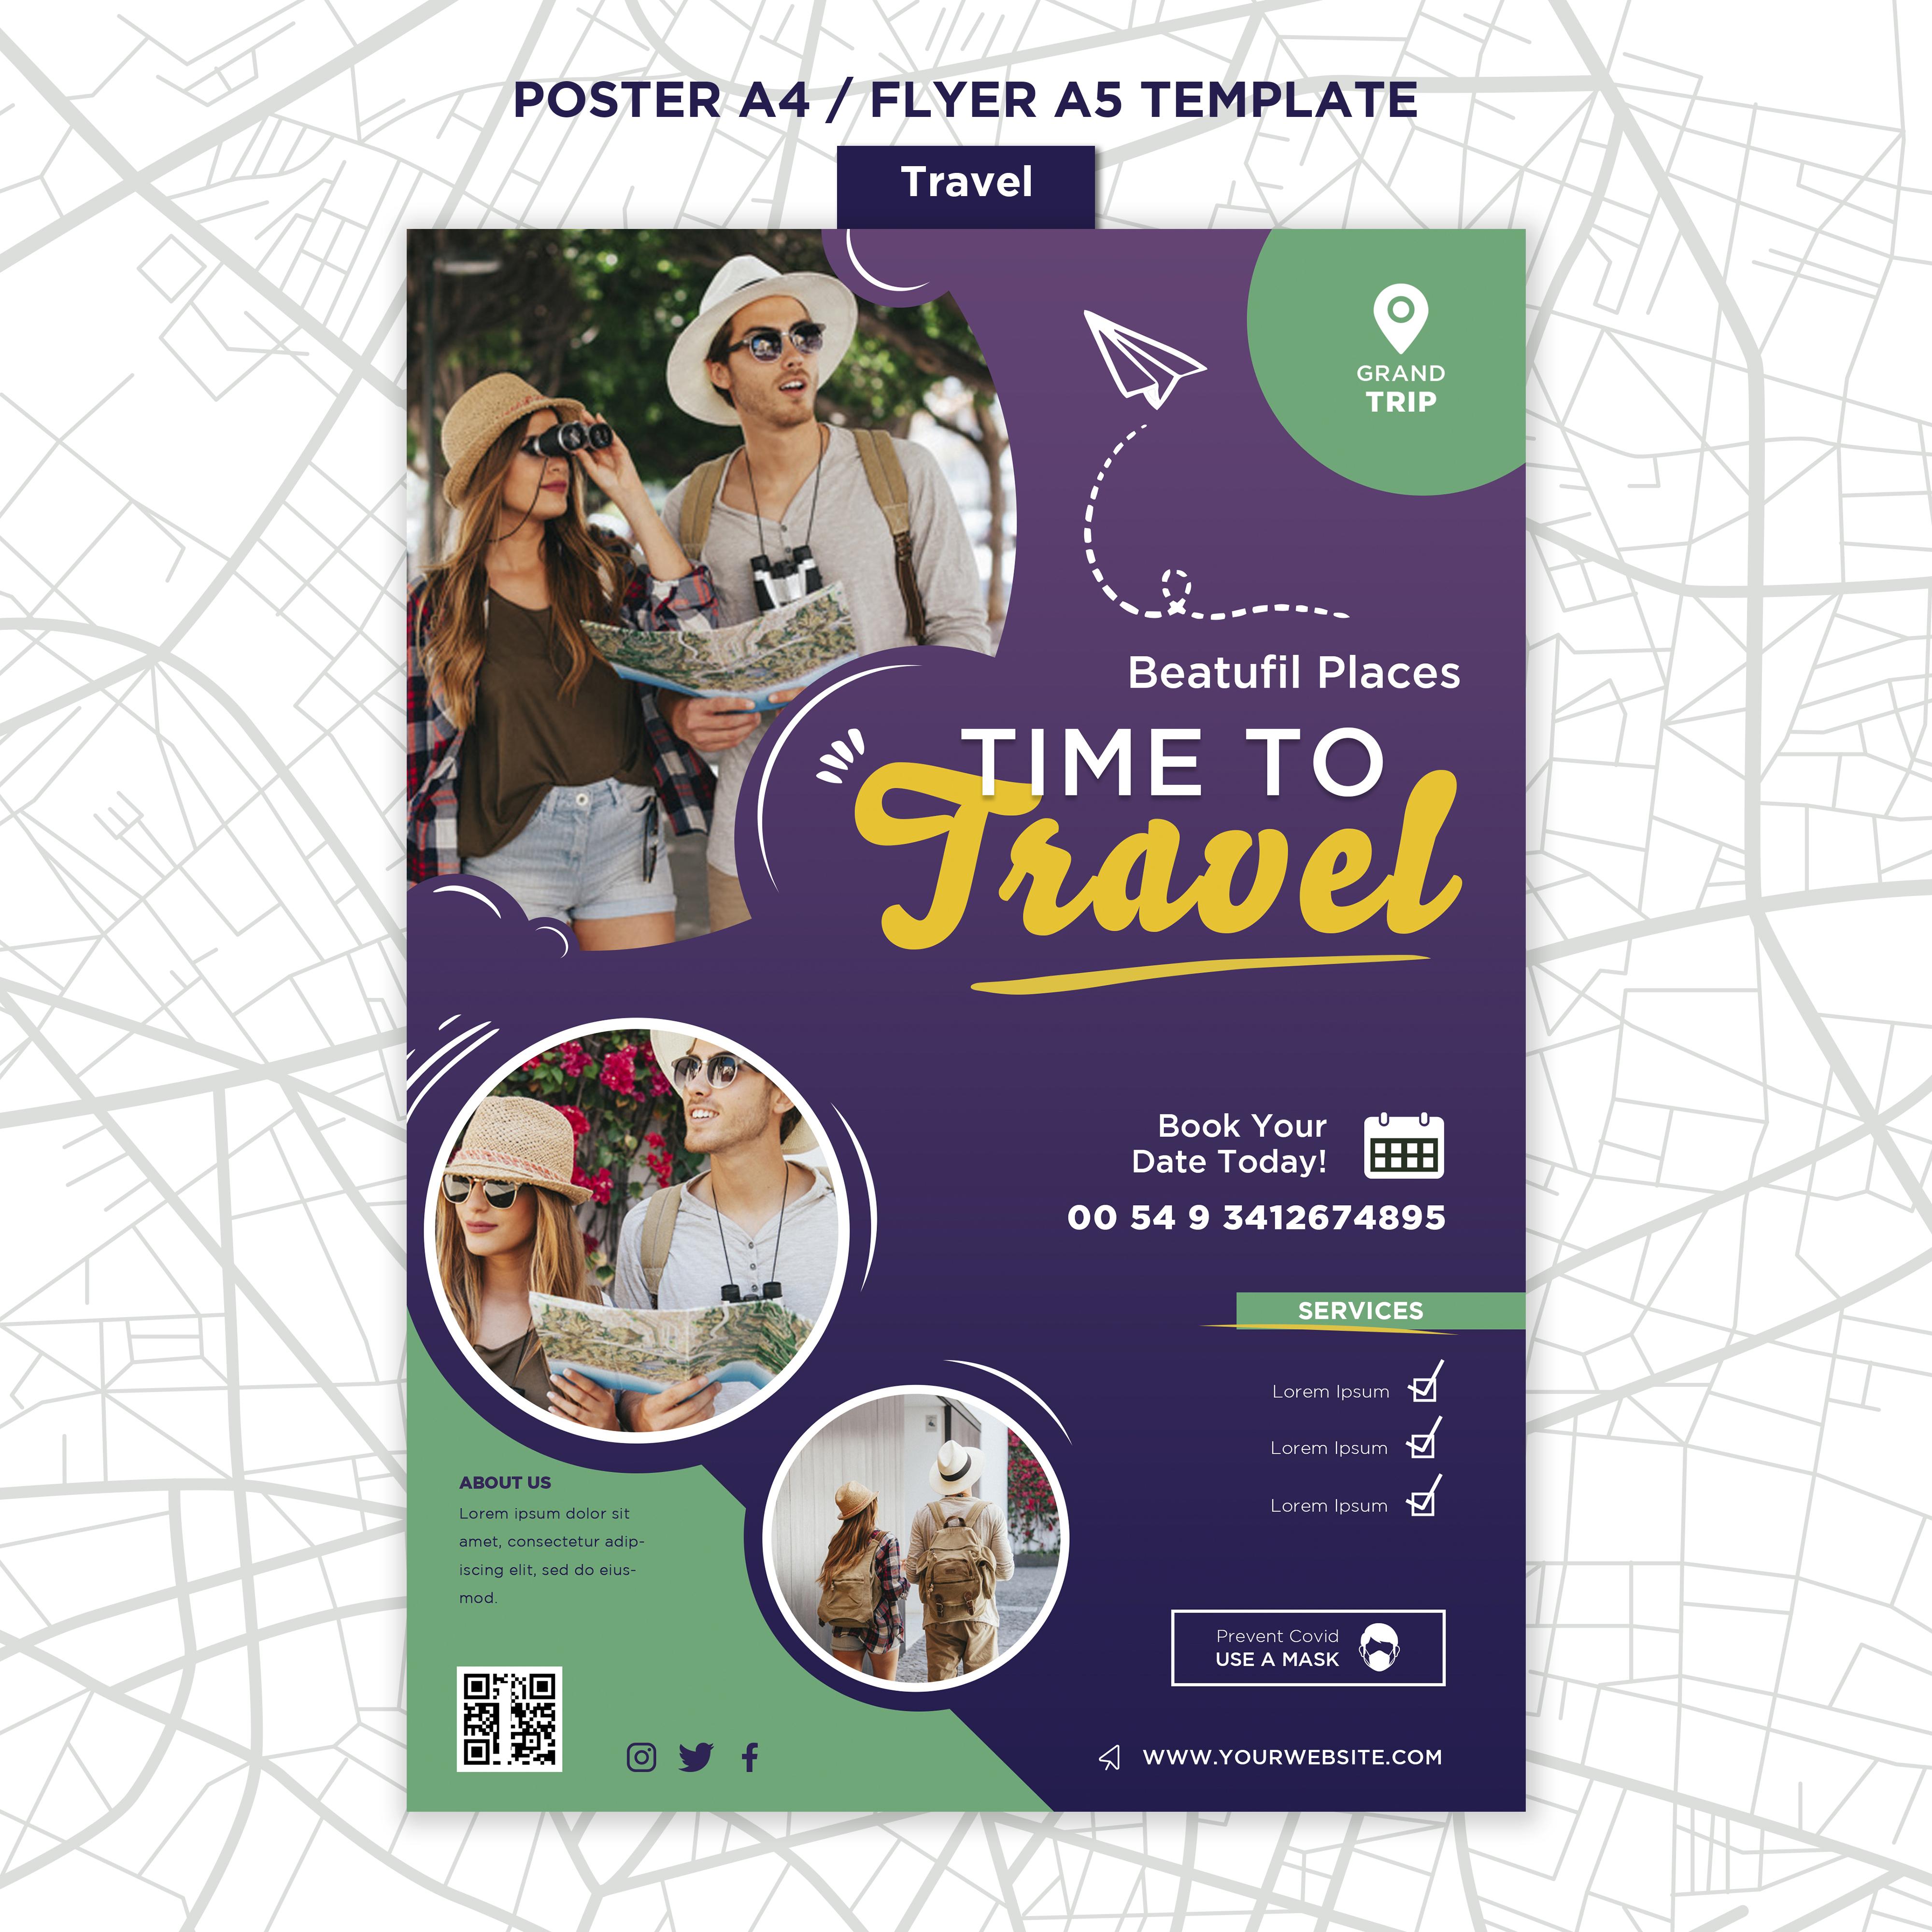 POSTER A4 / FLYER A5 TEMPLATE
Travel
GRAND
TRIP
Beatufil Places
TIME TO
Travel
Book Your
Date Today!
00 54 9 3412674895
SERVICES
Lorem Ipsum
Lorem Ipsum
Lorem Ipsum
ABOUT US
Lorem ipsum dolor sit
amet, consectetur adip-
iscing elit, sed do eius-
mod.
Prevent Covid
USE A MASK
WWW.YOURWEBSITE.COM